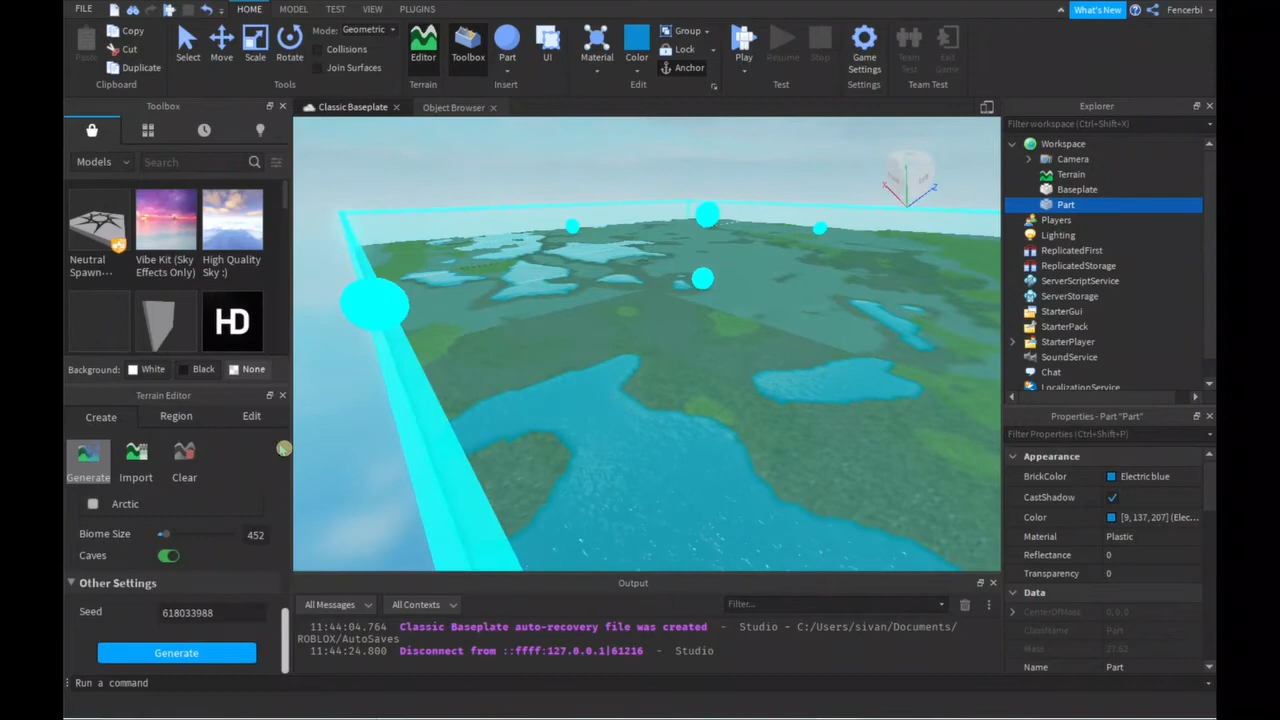 FILE
HOME
MODEL
TEST
VIEW
PLUGINS
What's New
Fencerbi
Paste
Copy
Cut
Duplicate
Clipboard
Select
Move
Scale
Rotate
Mode: Geometric
Collisions
Join Surfaces
Tools
Editor
Terrain
Toolbox
Part
UI
Insert
Material
Color
Group
Lock
Anchor
Edit
Play
Resume
Stop
Test
Game Settings
Settings
Team Test
Exit Game
Team Test
Toolbox
Models
Search
Neutral Spawn...
Vibe Kit (Sky Effects Only)
High Quality Sky :)
HD
Background: White Black None
Terrain Editor
Create
Region
Edit
Generate
Import
Clear
Arctic
Biome Size 452
Caves
Other Settings
Seed 618033988
Generate
Classic Baseplate
Object Browser
Output
All Messages
All Contexts
Filter...
11:44:04.764 Classic Baseplate auto-recovery file was created - Studio - C:/Users/sivan/Documents/
ROBLOX/AutoSaves
11:44:24.800 Disconnect from ::ffff:127.0.0.1|61216 - Studio
Run a command
Explorer
Filter workspace (Ctrl+Shift+X)
Workspace
Camera
Terrain
Baseplate
Part
Players
Lighting
ReplicatedFirst
ReplicatedStorage
ServerScriptService
ServerStorage
StarterGui
StarterPack
StarterPlayer
SoundService
Chat
LocalizationService
Properties - Part "Part"
Filter Properties (Ctrl+Shift+P)
Appearance
BrickColor Electric blue
CastShadow
Color [9, 137, 207] (Elec...
Material Plastic
Reflectance 0
Transparency 0
Data
CenterOfMass 0, 0, 0
ClassName Part
Mass 27.62
Name Part